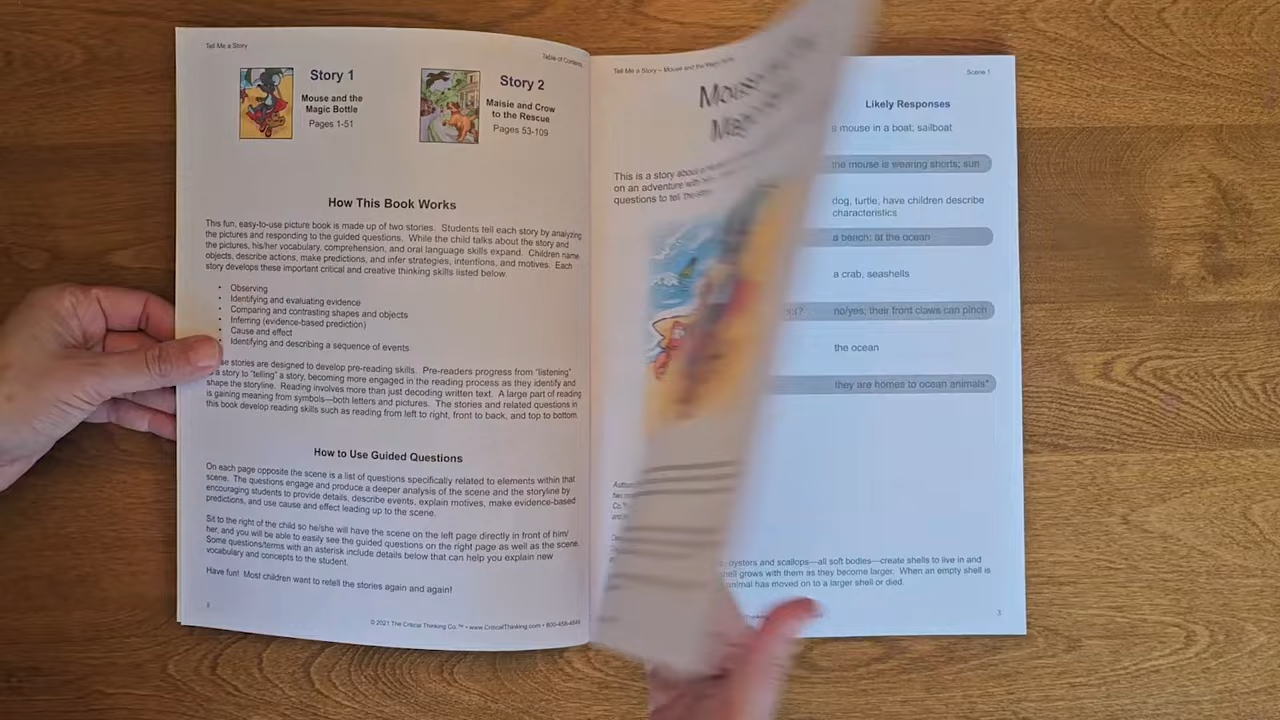 Tell Me a Story
Table of Contents
Story 1
Mouse and the
Magic Bottle
Pages 1-51
Story 2
Maisie and Crow
to the Rescue
Pages 53-109
How This Book Works
This fun, easy-to-use picture book is made up of two stories. Students tell each story by analyzing
the pictures and responding to the guided questions. While the child talks about the story and
the pictures, his/her vocabulary, comprehension, and oral language skills expand. Children name
objects, describe actions, make predictions, and infer strategies, intentions, and motives. Each
story develops these important critical and creative thinking skills listed below.
• Observing
• Identifying and evaluating evidence
• Comparing and contrasting shapes and objects
• Inferring (evidence-based prediction)
• Cause and effect
• Identifying and describing a sequence of events
stories are designed to develop pre-reading skills. Pre-readers progress from “listening”
a story to “telling” a story, becoming more engaged in the reading process as they identify and
shape the storyline. Reading involves more than just decoding written text. A large part of reading
is gaining meaning from symbols—both letters and pictures. The stories and related questions in
this book develop reading skills such as reading from left to right, front to back, and top to bottom.
How to Use Guided Questions
On each page opposite the scene is a list of questions specifically related to elements within that
scene. The questions engage and produce a deeper analysis of the scene and the storyline by
encouraging students to provide details, describe events, explain motives, make evidence-based
predictions, and use cause and effect leading up to the scene.
Sit to the right of the child so he/she will have the scene on the left page directly in front of him/
her, and you will be able to easily see the guided questions on the right page as well as the scene.
Some questions/terms with an asterisk include details below that can help you explain new
vocabulary and concepts to the student.
Have fun! Most children want to retell the stories again and again!
© 2021 The Critical Thinking Co.™ • www.CriticalThinking.com • 800-458-4849
Tell Me a Story – Mouse and the Magic
This is a story about
on an adventure with
questions to tell the
Scene 1
Likely Responses
a mouse in a boat; sailboat
the mouse is wearing shorts; sun
dog, turtle; have children describe
characteristics
a bench; at the ocean
a crab, seashells
no/yes; their front claws can pinch
the ocean
they are homes to ocean animals*
oysters and scallops—all soft bodies—create shells to live in and
shell grows with them as they become larger. When an empty shell is
animal has moved on to a larger shell or died.
3